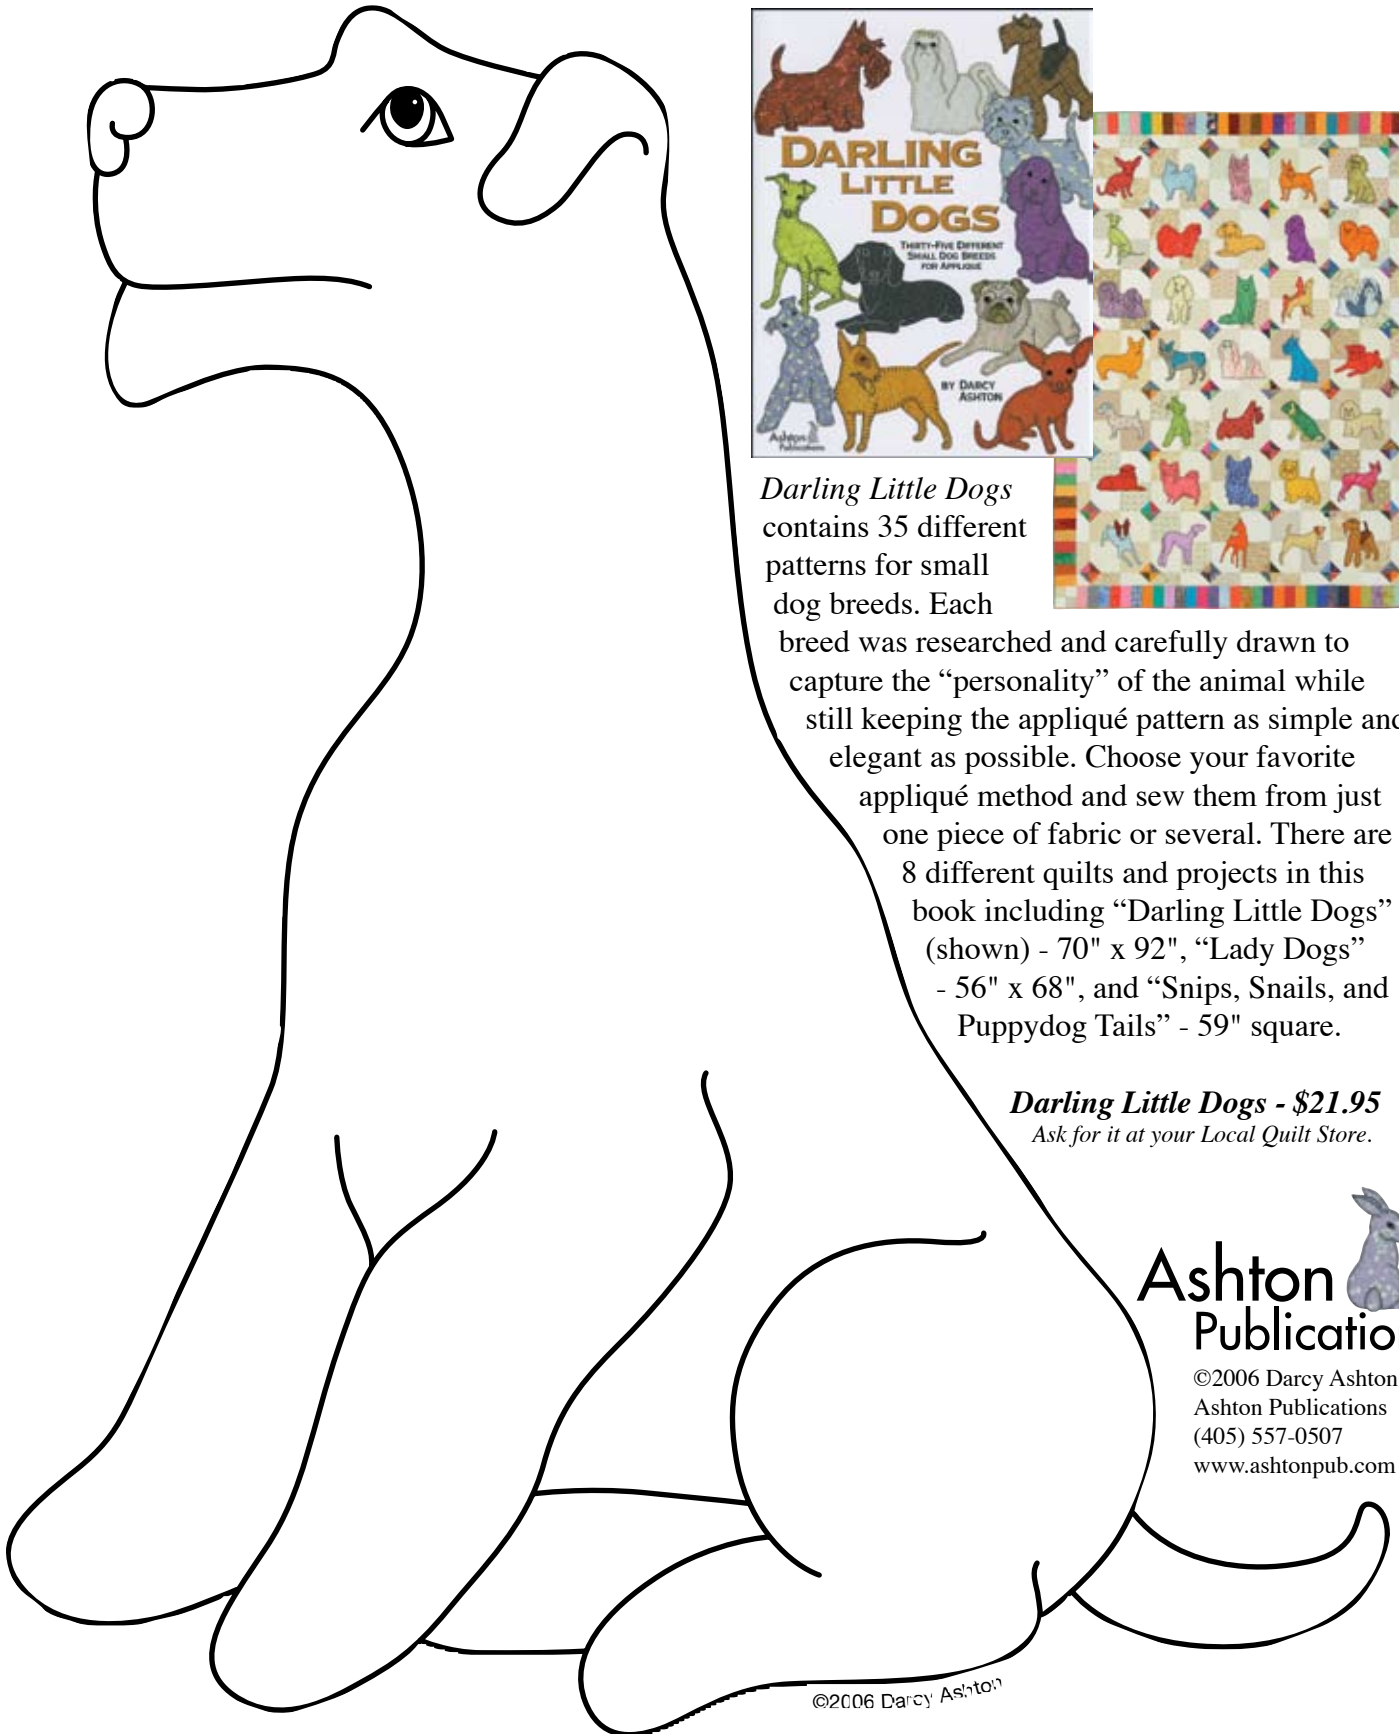 DARLING
LITTLE
DOGS
THIRTY-FIVE DIFFERENT
SMALL DOG BREEDS
FOR APPLIQUE
BY DARCY
ASHTON
Ashton
Publications
Darling Little Dogs
contains 35 different
patterns for small
dog breeds. Each
breed was researched and carefully drawn to
capture the “personality” of the animal while
still keeping the appliqué pattern as simple and
elegant as possible. Choose your favorite
appliqué method and sew them from just
one piece of fabric or several. There are
8 different quilts and projects in this
book including “Darling Little Dogs”
(shown) - 70" x 92", “Lady Dogs”
- 56" x 68", and “Snips, Snails, and
Puppydog Tails” - 59" square.
Darling Little Dogs - $21.95
Ask for it at your Local Quilt Store.
Ashton
Publicatio
©2006 Darcy Ashton
Ashton Publications
(405) 557-0507
www.ashtonpub.com
©2006 Darcy Ashton